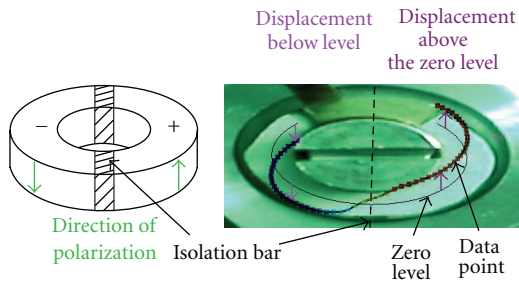 Displacement
below level
Displacement
above
the zero level
−
+
Direction of
polarization
Isolation bar
Zero
level
Data
point